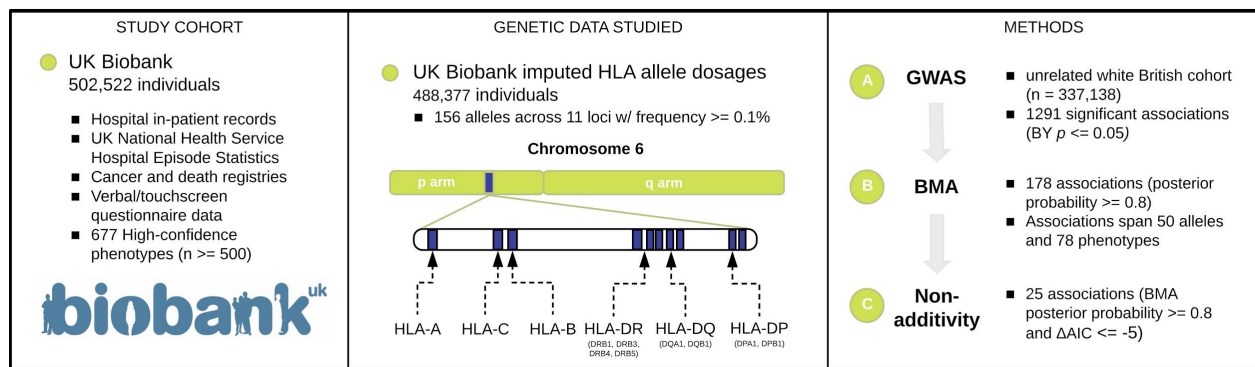 STUDY COHORT
UK Biobank
502,522 individuals
Hospital in-patient records
UK National Health Service
Hospital Episode Statistics
Cancer and death registries
Verbal/touchscreen
questionnaire data
677 High-confidence
phenotypes (n >= 500)
biobank uk
GENETIC DATA STUDIED
UK Biobank imputed HLA allele dosages
488,377 individuals
156 alleles across 11 loci w/ frequency >= 0.1%
Chromosome 6
p arm
q arm
HLA-A
HLA-C
HLA-B
HLA-DR
(DRB1, DRB3,
DRB4, DRB5)
HLA-DQ
(DQA1, DQB1)
HLA-DP
(DPA1, DPB1)
METHODS
A
GWAS
unrelated white British cohort
(n = 337,138)
1291 significant associations
(BY p <= 0.05)
B
BMA
178 associations (posterior
probability >= 0.8)
Associations span 50 alleles
and 78 phenotypes
C
Non-
additivity
25 associations (BMA
posterior probability >= 0.8
and ΔAIC <= -5)